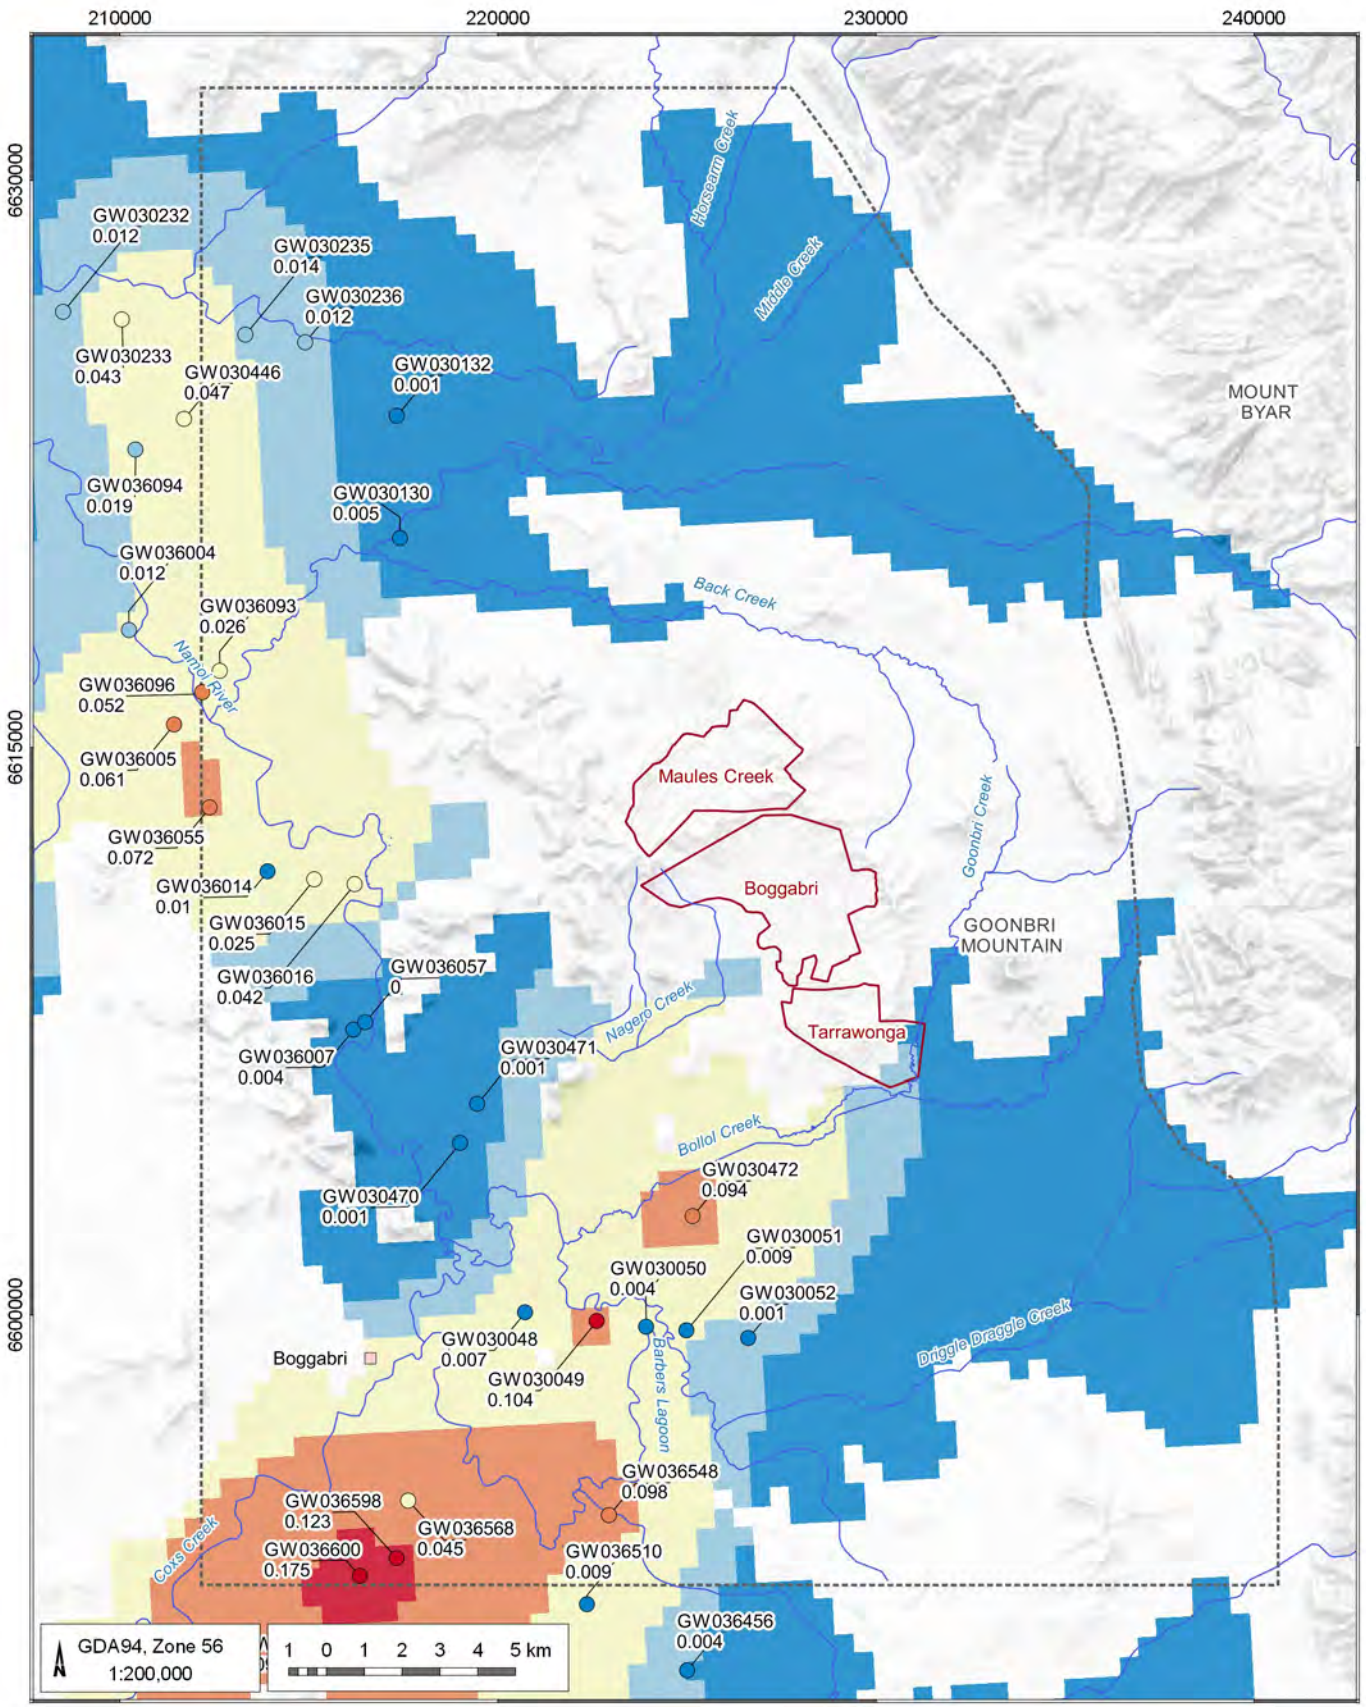 210000
220000
230000
240000
6630000
6615000
6600000
Horsearm Creek
Middle Creek
GW030232
0.012
GW030235
0.014
GW030236
0.012
GW030233
0.043
GW030446
0.047
GW030132
0.001
MOUNT
BYAR
GW036094
0.019
GW030130
0.005
GW036004
0.012
GW036093
0.026
Back Creek
Namoi River
GW036096
0.052
GW036005
0.061
Maules Creek
Goonbri Creek
GW036055
0.072
GW036014
0.01
Boggabri
GW036015
0.025
GOONBRI
MOUNTAIN
GW036016
0.042
GW036057
0
Nagero Creek
Tarrawonga
GW036007
0.004
GW030471
0.001
Bollol Creek
GW030472
0.094
GW030470
0.001
GW030051
0.009
GW030050
0.004
GW030052
0.001
Driggle Draggle Creek
GW030048
0.007
Boggabri
GW030049
0.104
Barbers Lagoon
GW036548
0.098
GW036598
0.123
GW036568
0.045
Coxs Creek
GW036600
0.175
GW036510
0.009
GW036456
0.004
GDA94, Zone 56
1:200,000
1 0 1 2 3 4 5 km